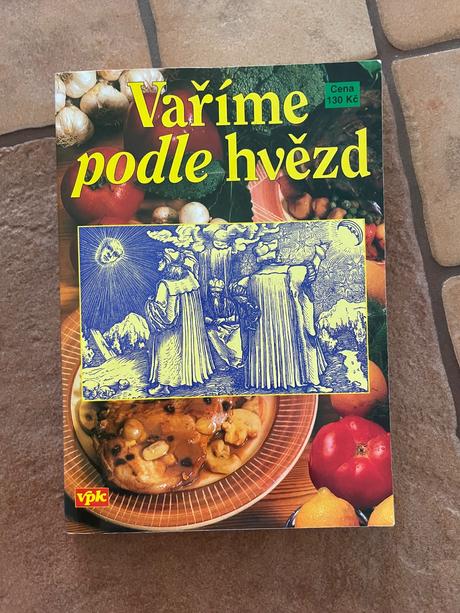 Vaříme
podle hvězd
Cena
130 Kč
vpk